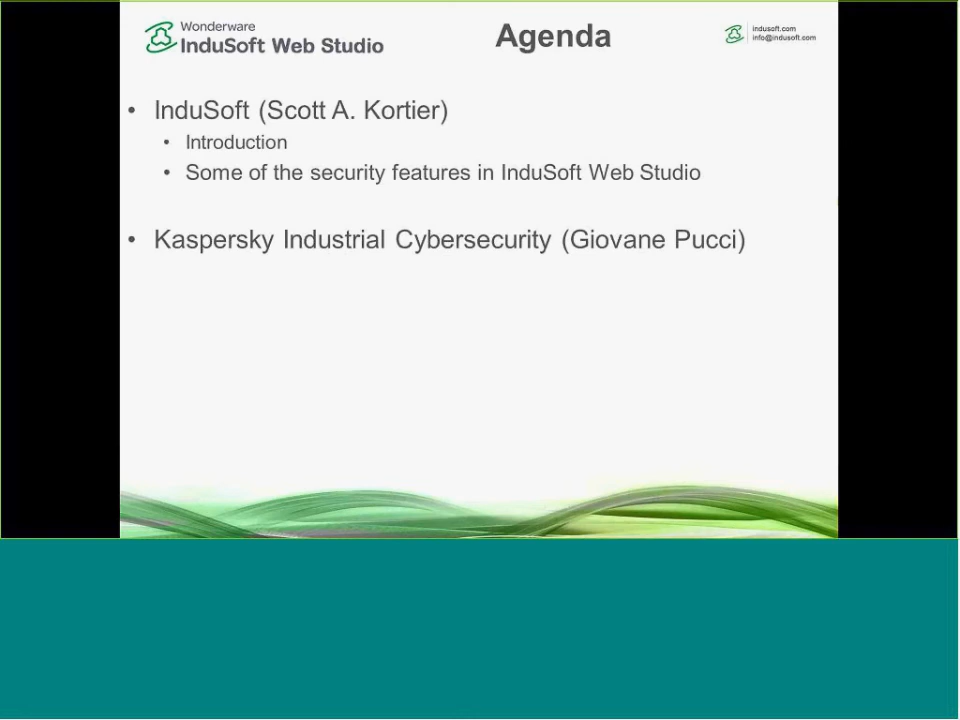 Wonderware
InduSoft Web Studio
Agenda
indusoft.com
info@indusoft.com
• InduSoft (Scott A. Kortier)
• Introduction
• Some of the security features in InduSoft Web Studio
• Kaspersky Industrial Cybersecurity (Giovane Pucci)